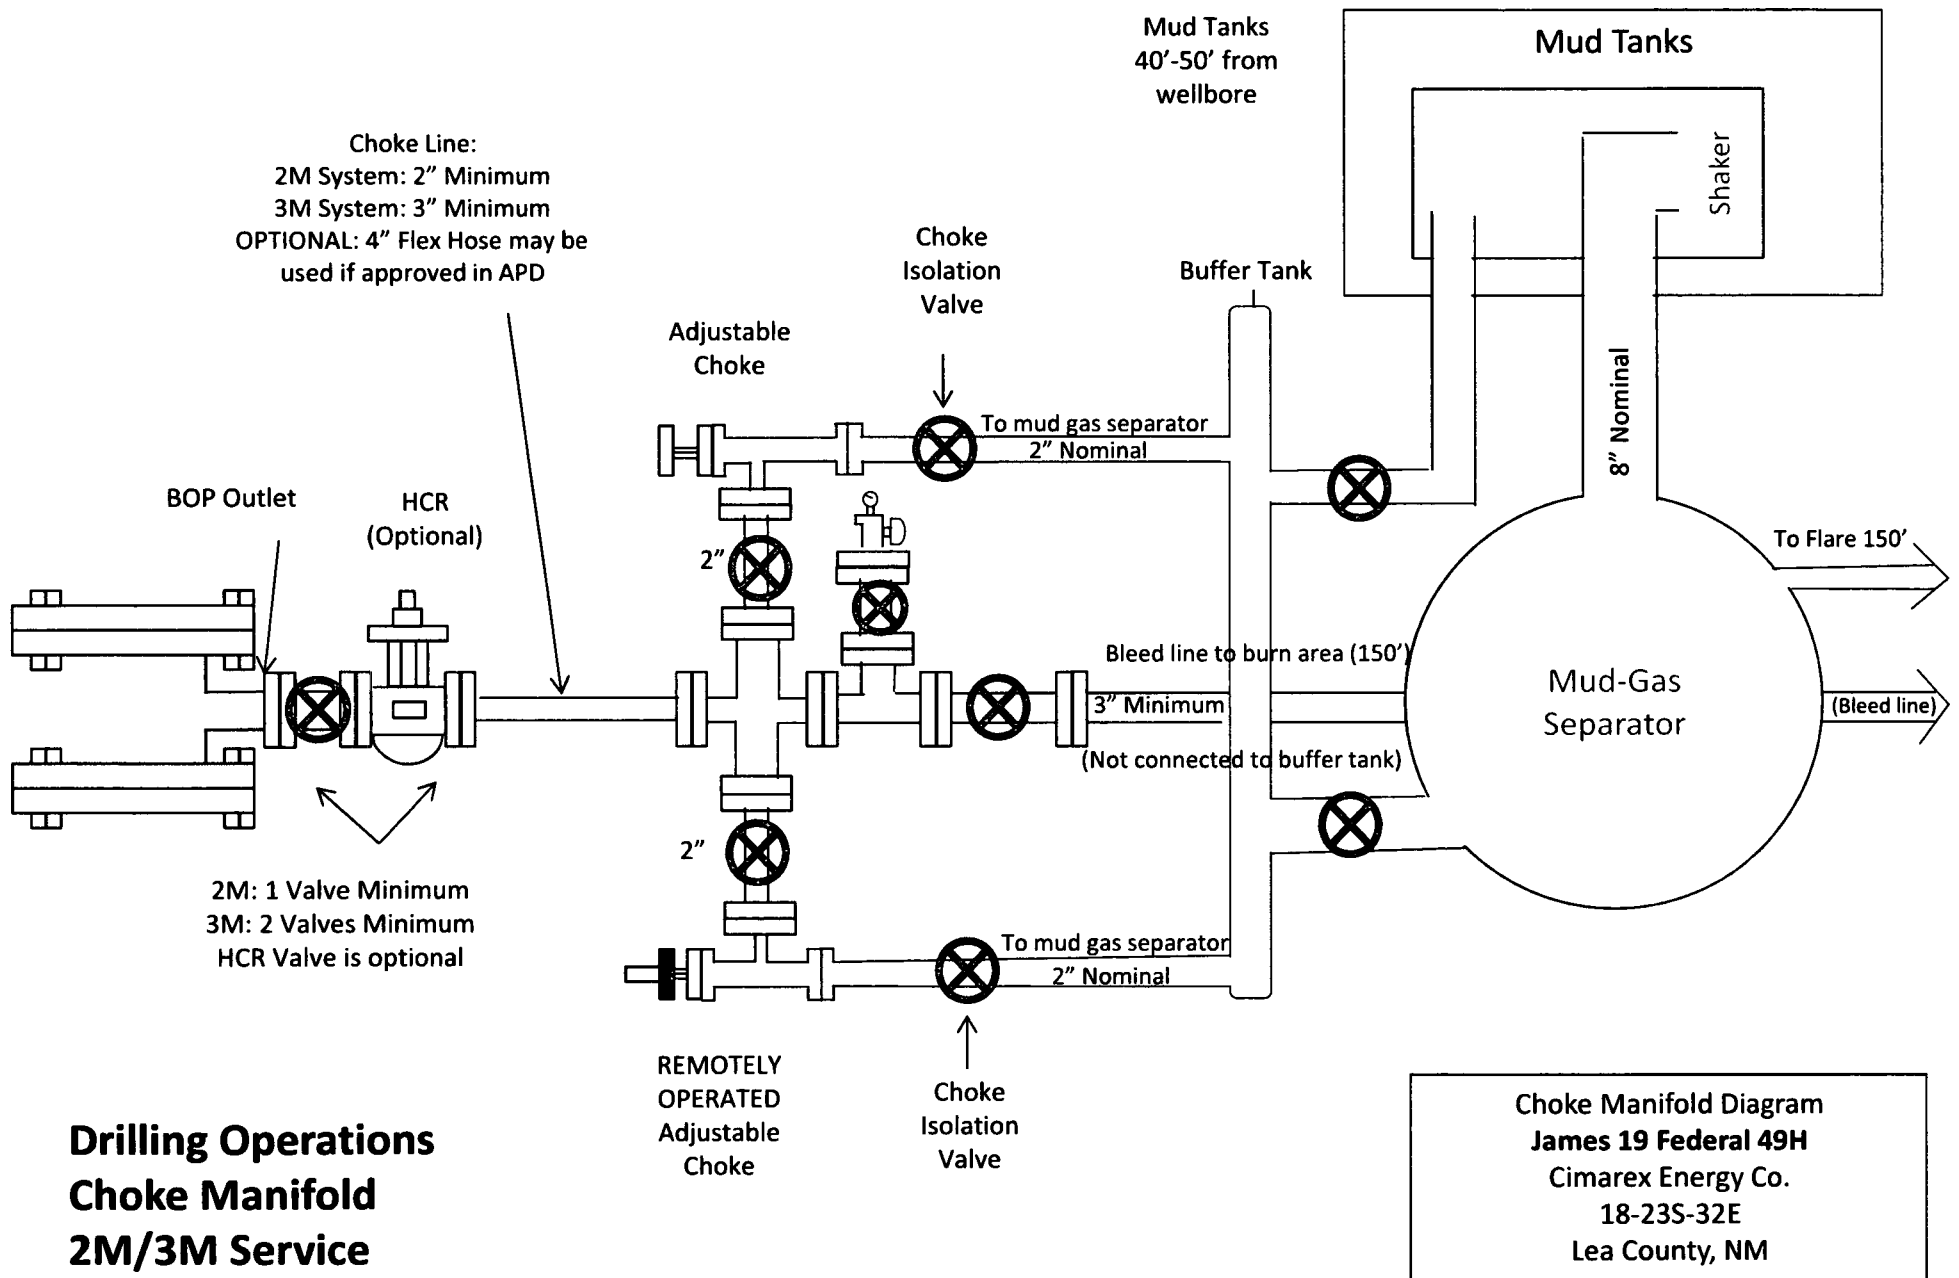 Mud Tanks
40’-50’ from
wellbore
Mud Tanks
Shaker
Choke Line:
2M System: 2” Minimum
3M System: 3” Minimum
OPTIONAL: 4” Flex Hose may be
used if approved in APD
Choke
Isolation
Valve
Buffer Tank
Adjustable
Choke
8” Nominal
To mud gas separator
2” Nominal
BOP Outlet
HCR
(Optional)
2”
To Flare 150’
Bleed line to burn area (150’)
3” Minimum
(Not connected to buffer tank)
Mud-Gas
Separator
(Bleed line)
2”
2M: 1 Valve Minimum
3M: 2 Valves Minimum
HCR Valve is optional
To mud gas separator
2” Nominal
REMOTELY
OPERATED
Adjustable
Choke
Choke
Isolation
Valve
Drilling Operations
Choke Manifold
2M/3M Service
Choke Manifold Diagram
James 19 Federal 49H
Cimarex Energy Co.
18-23S-32E
Lea County, NM